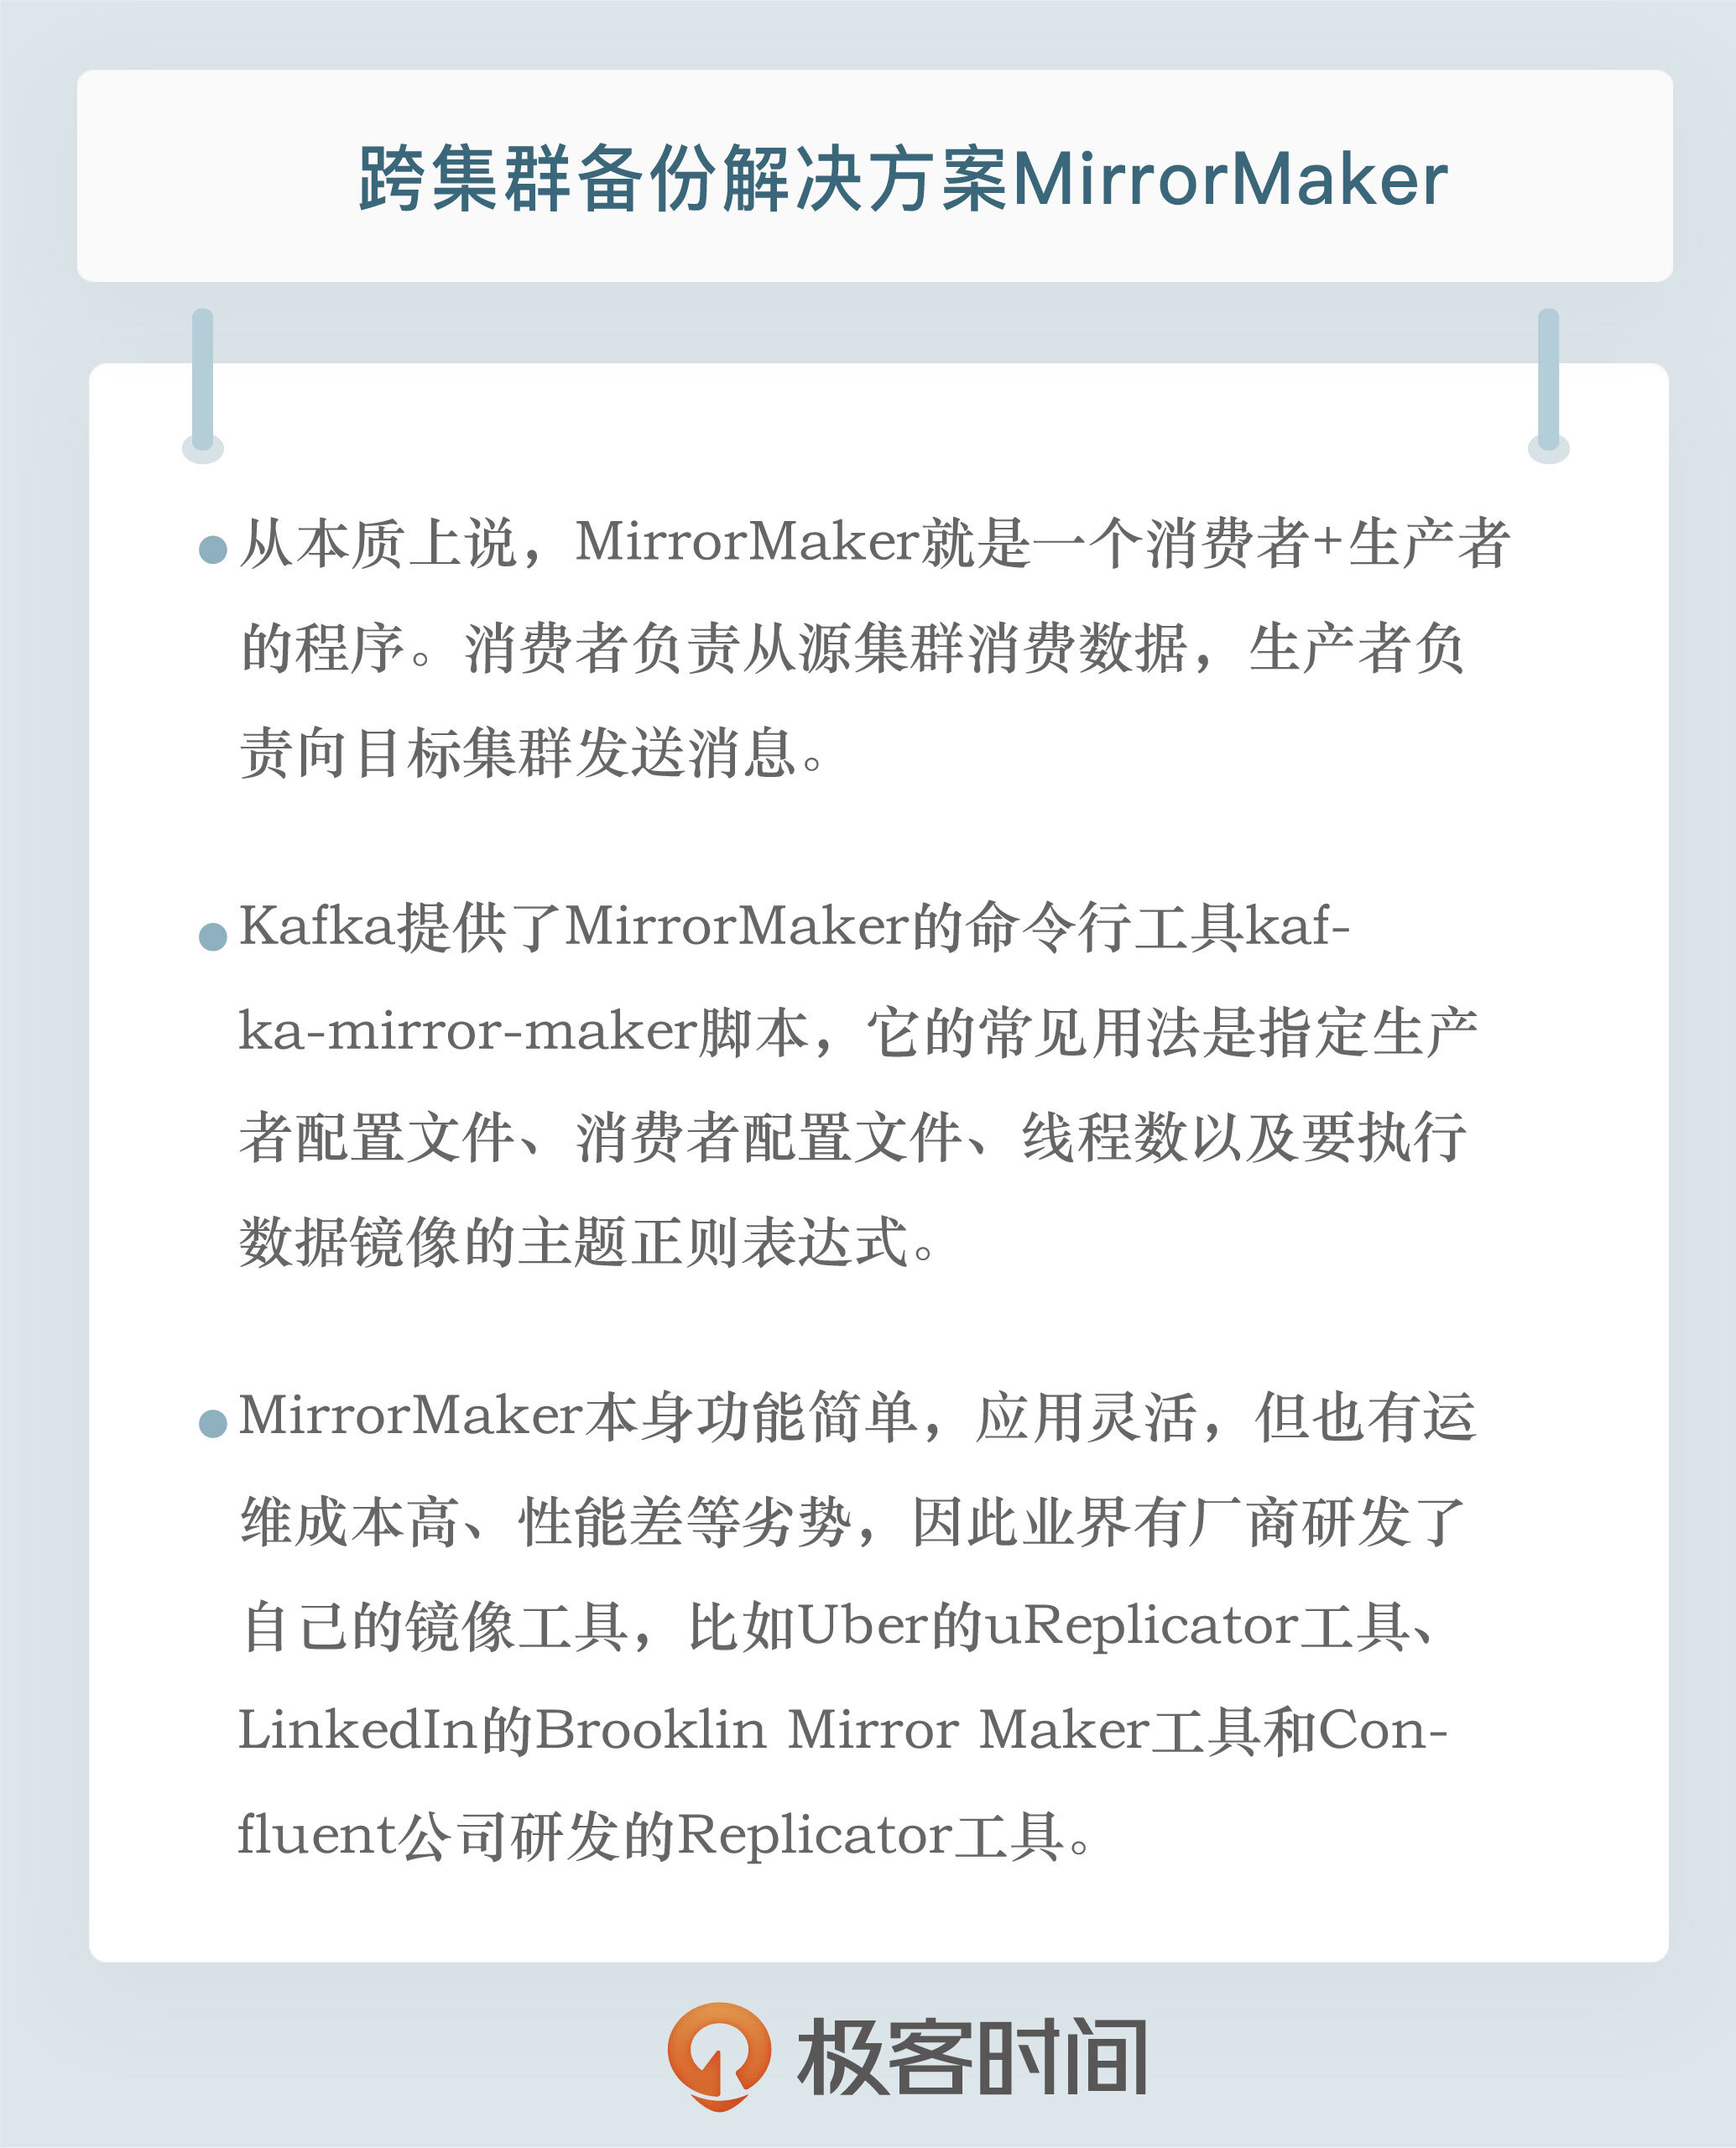 跨集群备份解决方案MirrorMaker
从本质上说，MirrorMaker就是一个消费者+生产者
的程序。消费者负责从源集群消费数据，生产者负
责向目标集群发送消息。
Kafka提供了MirrorMaker的命令行工具kaf-
ka-mirror-maker脚本，它的常见用法是指定生产
者配置文件、消费者配置文件、线程数以及要执行
数据镜像的主题正则表达式。
MirrorMaker本身功能简单，应用灵活，但也有运
维成本高、性能差等劣势，因此业界有厂商研发了
自己的镜像工具，比如Uber的uReplicator工具、
LinkedIn的Brooklin Mirror Maker工具和Con-
fluent公司研发的Replicator工具。
极客时间